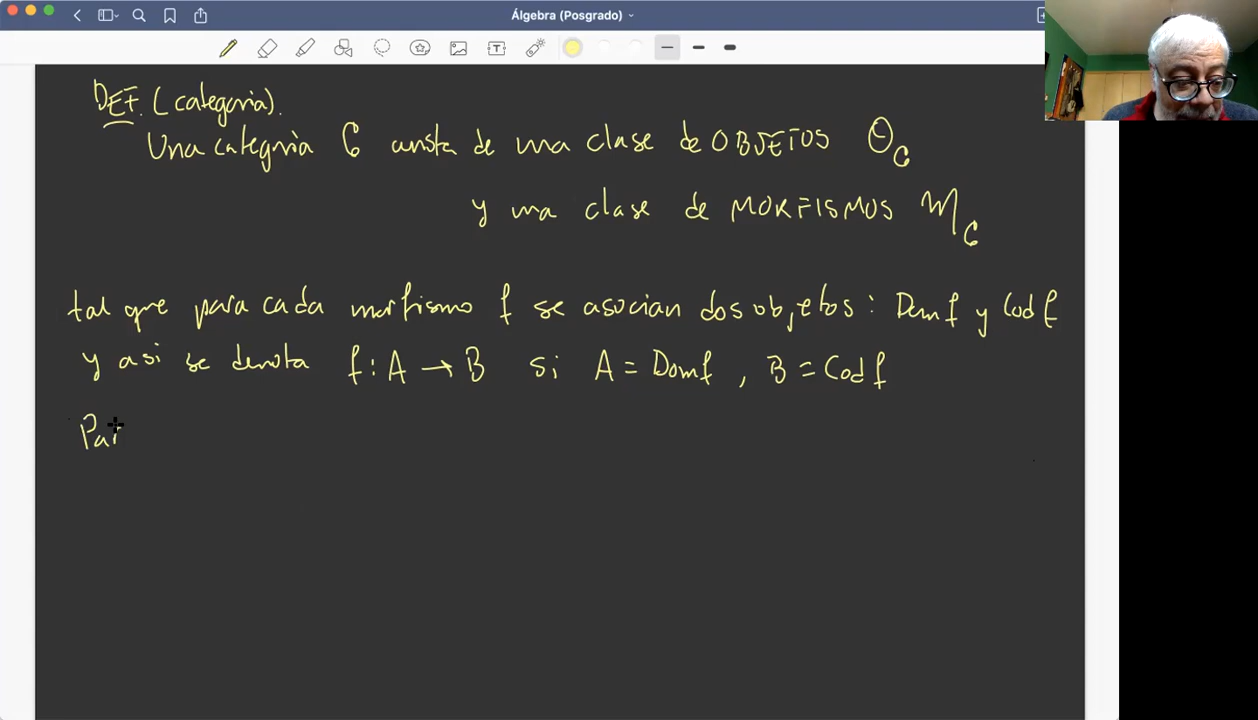 Álgebra (Posgrado)
DEF. (categoría).
Una categoría C consta de una clase de OBJETOS O_C
y una clase de MORFISMOS M_C
tal que para cada morfismo f se asocian dos objetos: Dom f y Cod f
y así se denota f: A → B si A = Dom f, B = Cod f
Par